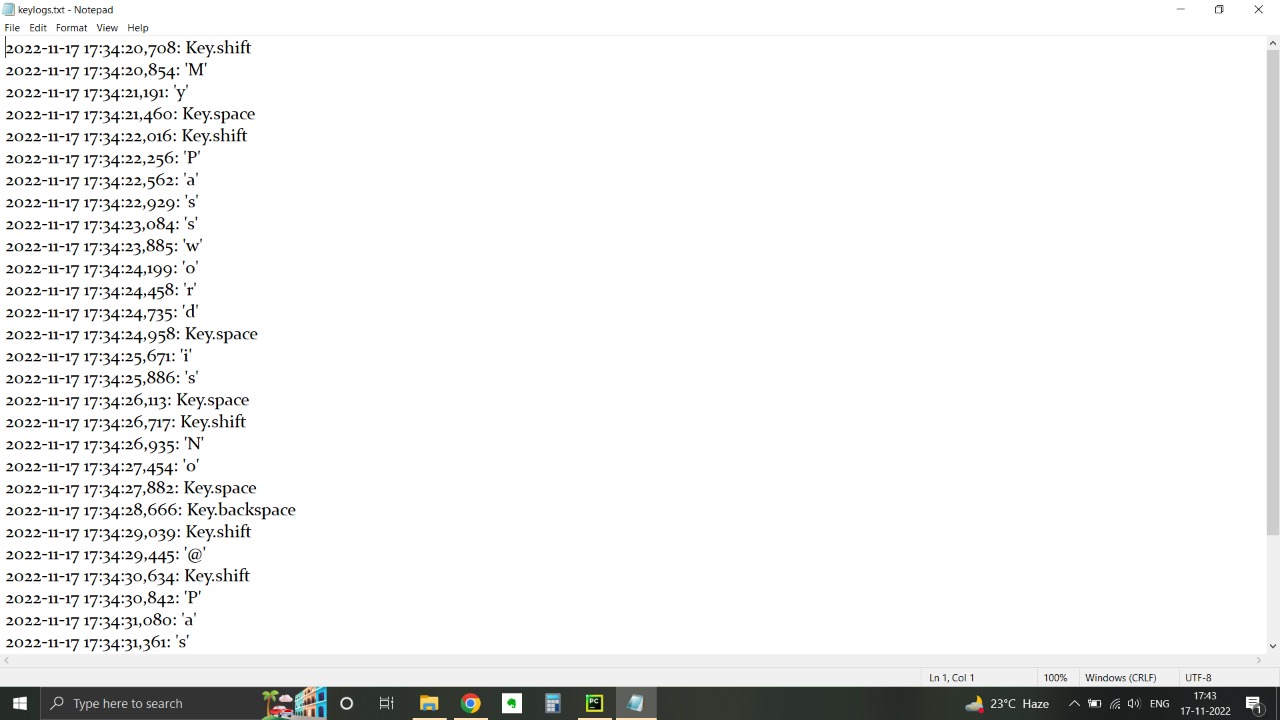 keylogs.txt - Notepad
File Edit Format View Help
2022-11-17 17:34:20,708: Key.shift
2022-11-17 17:34:20,854: 'M'
2022-11-17 17:34:21,191: 'y'
2022-11-17 17:34:21,460: Key.space
2022-11-17 17:34:22,016: Key.shift
2022-11-17 17:34:22,256: 'P'
2022-11-17 17:34:22,562: 'a'
2022-11-17 17:34:22,929: 's'
2022-11-17 17:34:23,084: 's'
2022-11-17 17:34:23,885: 'w'
2022-11-17 17:34:24,199: 'o'
2022-11-17 17:34:24,458: 'r'
2022-11-17 17:34:24,735: 'd'
2022-11-17 17:34:24,958: Key.space
2022-11-17 17:34:25,671: 'i'
2022-11-17 17:34:25,886: 's'
2022-11-17 17:34:26,113: Key.space
2022-11-17 17:34:26,717: Key.shift
2022-11-17 17:34:26,935: 'N'
2022-11-17 17:34:27,454: 'o'
2022-11-17 17:34:27,882: Key.space
2022-11-17 17:34:28,666: Key.backspace
2022-11-17 17:34:29,039: Key.shift
2022-11-17 17:34:29,445: '@'
2022-11-17 17:34:30,634: Key.shift
2022-11-17 17:34:30,842: 'P'
2022-11-17 17:34:31,080: 'a'
2022-11-17 17:34:31,361: 's'
Ln 1, Col 1 100% Windows (CRLF) UTF-8
Type here to search PC 23°C Haze ENG 17:43
17-11-2022 1